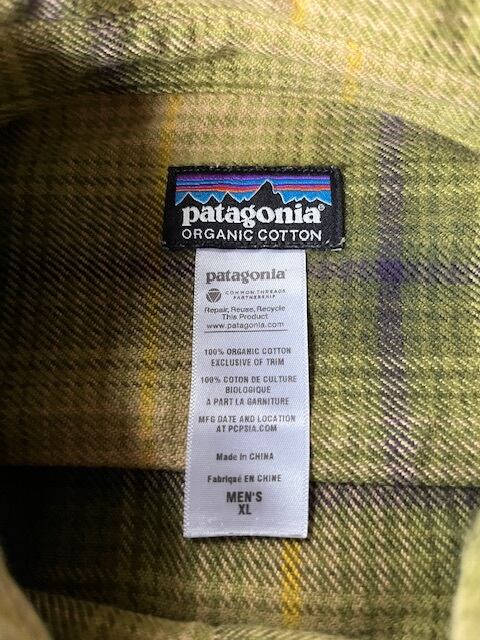 patagonia®
ORGANIC COTTON
patagonia®
COMMON THREADS
PARTNERSHIP
Repair, Reuse, Recycle
This Product
www.patagonia.com
100% ORGANIC COTTON
EXCLUSIVE OF TRIM
100% COTON DE CULTURE
BIOLOGIQUE
A PART LA GARNITURE
MFG DATE AND LOCATION
AT PCPSIA.COM
Made in CHINA
Fabriqué EN CHINE
MEN'S
XL